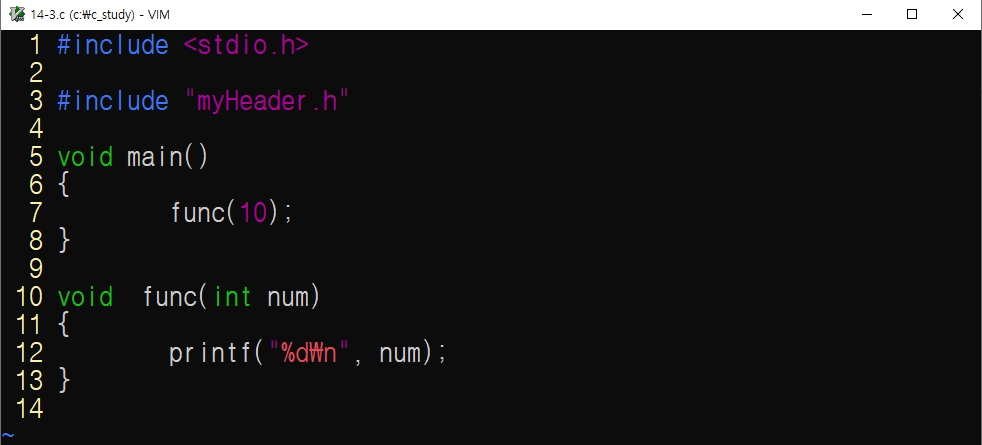 14-3.c (c:₩c_study) - VIM
1 #include <stdio.h>
2
3 #include "myHeader.h"
4
5 void main()
6 {
7         func(10);
8 }
9
10 void  func(int num)
11 {
12         printf("%d₩n", num);
13 }
14
~